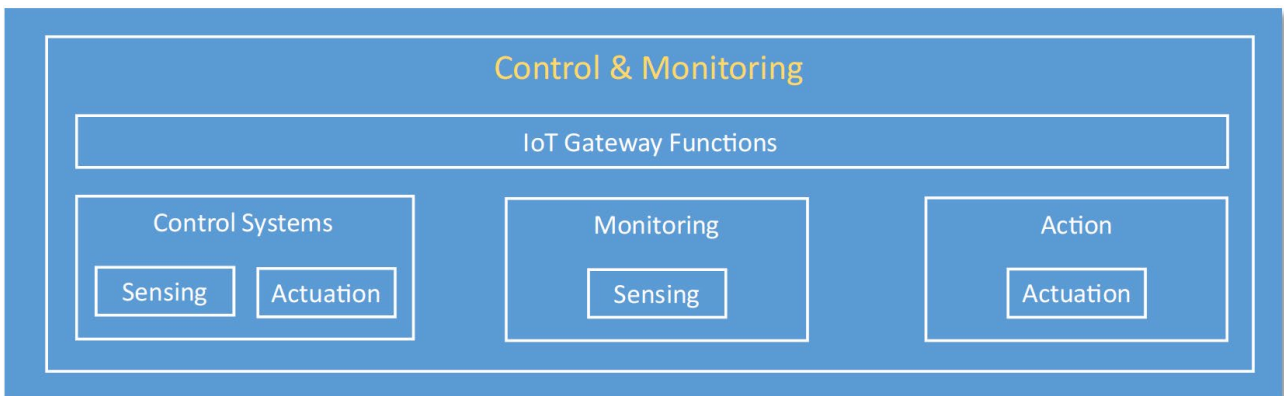 Control & Monitoring
IoT Gateway Functions
Control Systems
Sensing
Actuation
Monitoring
Sensing
Action
Actuation